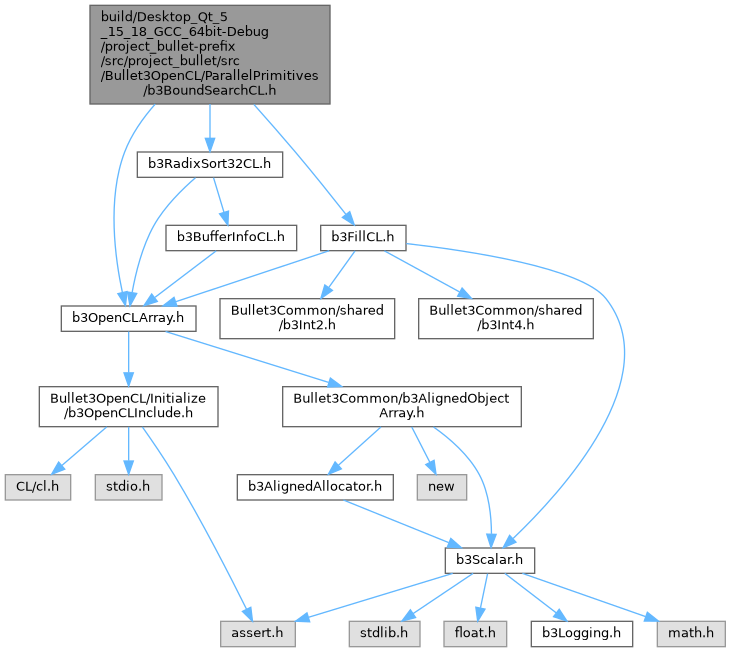 build/Desktop_Qt_5
_15_18_GCC_64bit-Debug
/project_bullet-prefix
/src/project_bullet/src
/Bullet3OpenCL/ParallelPrimitives
/b3BoundSearchCL.h
b3RadixSort32CL.h
b3BufferInfoCL.h
b3FillCL.h
b3OpenCLArray.h
Bullet3Common/shared
/b3Int2.h
Bullet3Common/shared
/b3Int4.h
Bullet3OpenCL/Initialize
/b3OpenCLInclude.h
Bullet3Common/b3AlignedObject
Array.h
CL/cl.h
stdio.h
b3AlignedAllocator.h
new
b3Scalar.h
assert.h
stdlib.h
float.h
b3Logging.h
math.h